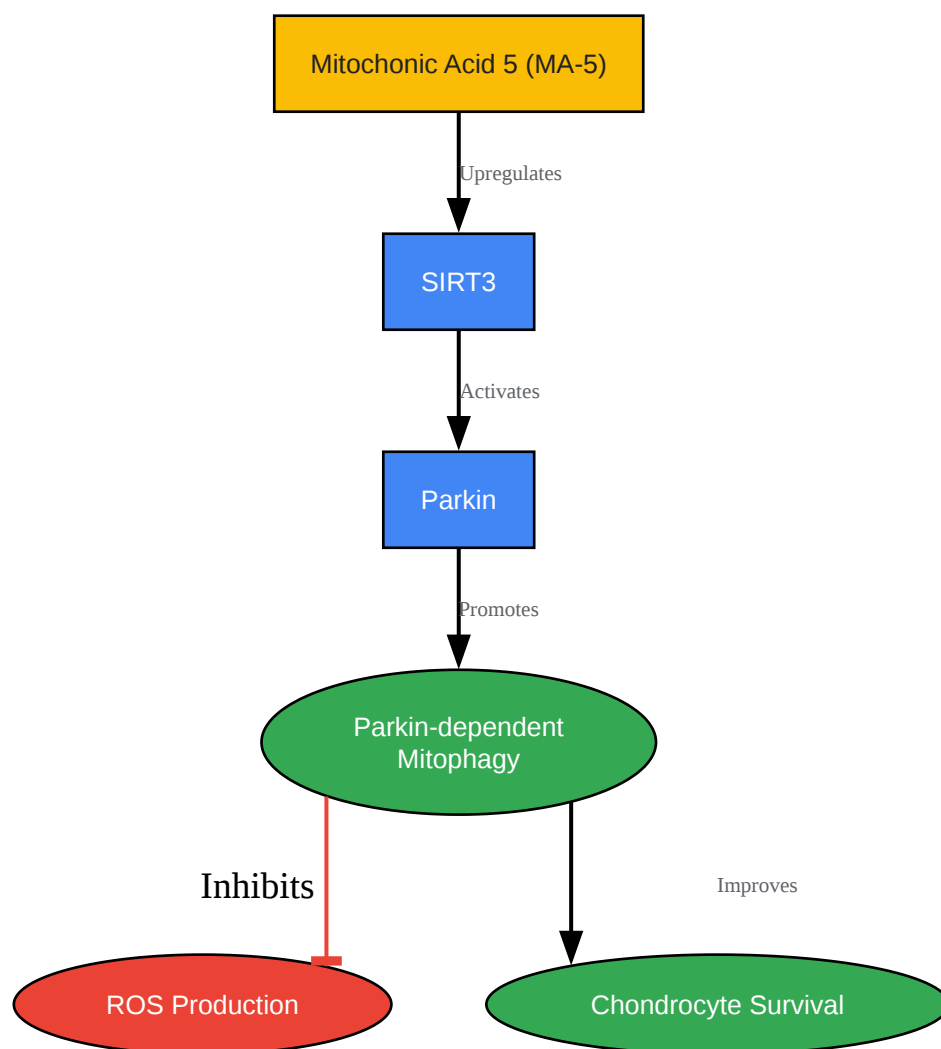 Mitochonic Acid 5 (MA-5)
Upregulates
SIRT3
Activates
Parkin
Promotes
Parkin-dependent
Mitophagy
Inhibits
Improves
ROS Production
Chondrocyte Survival